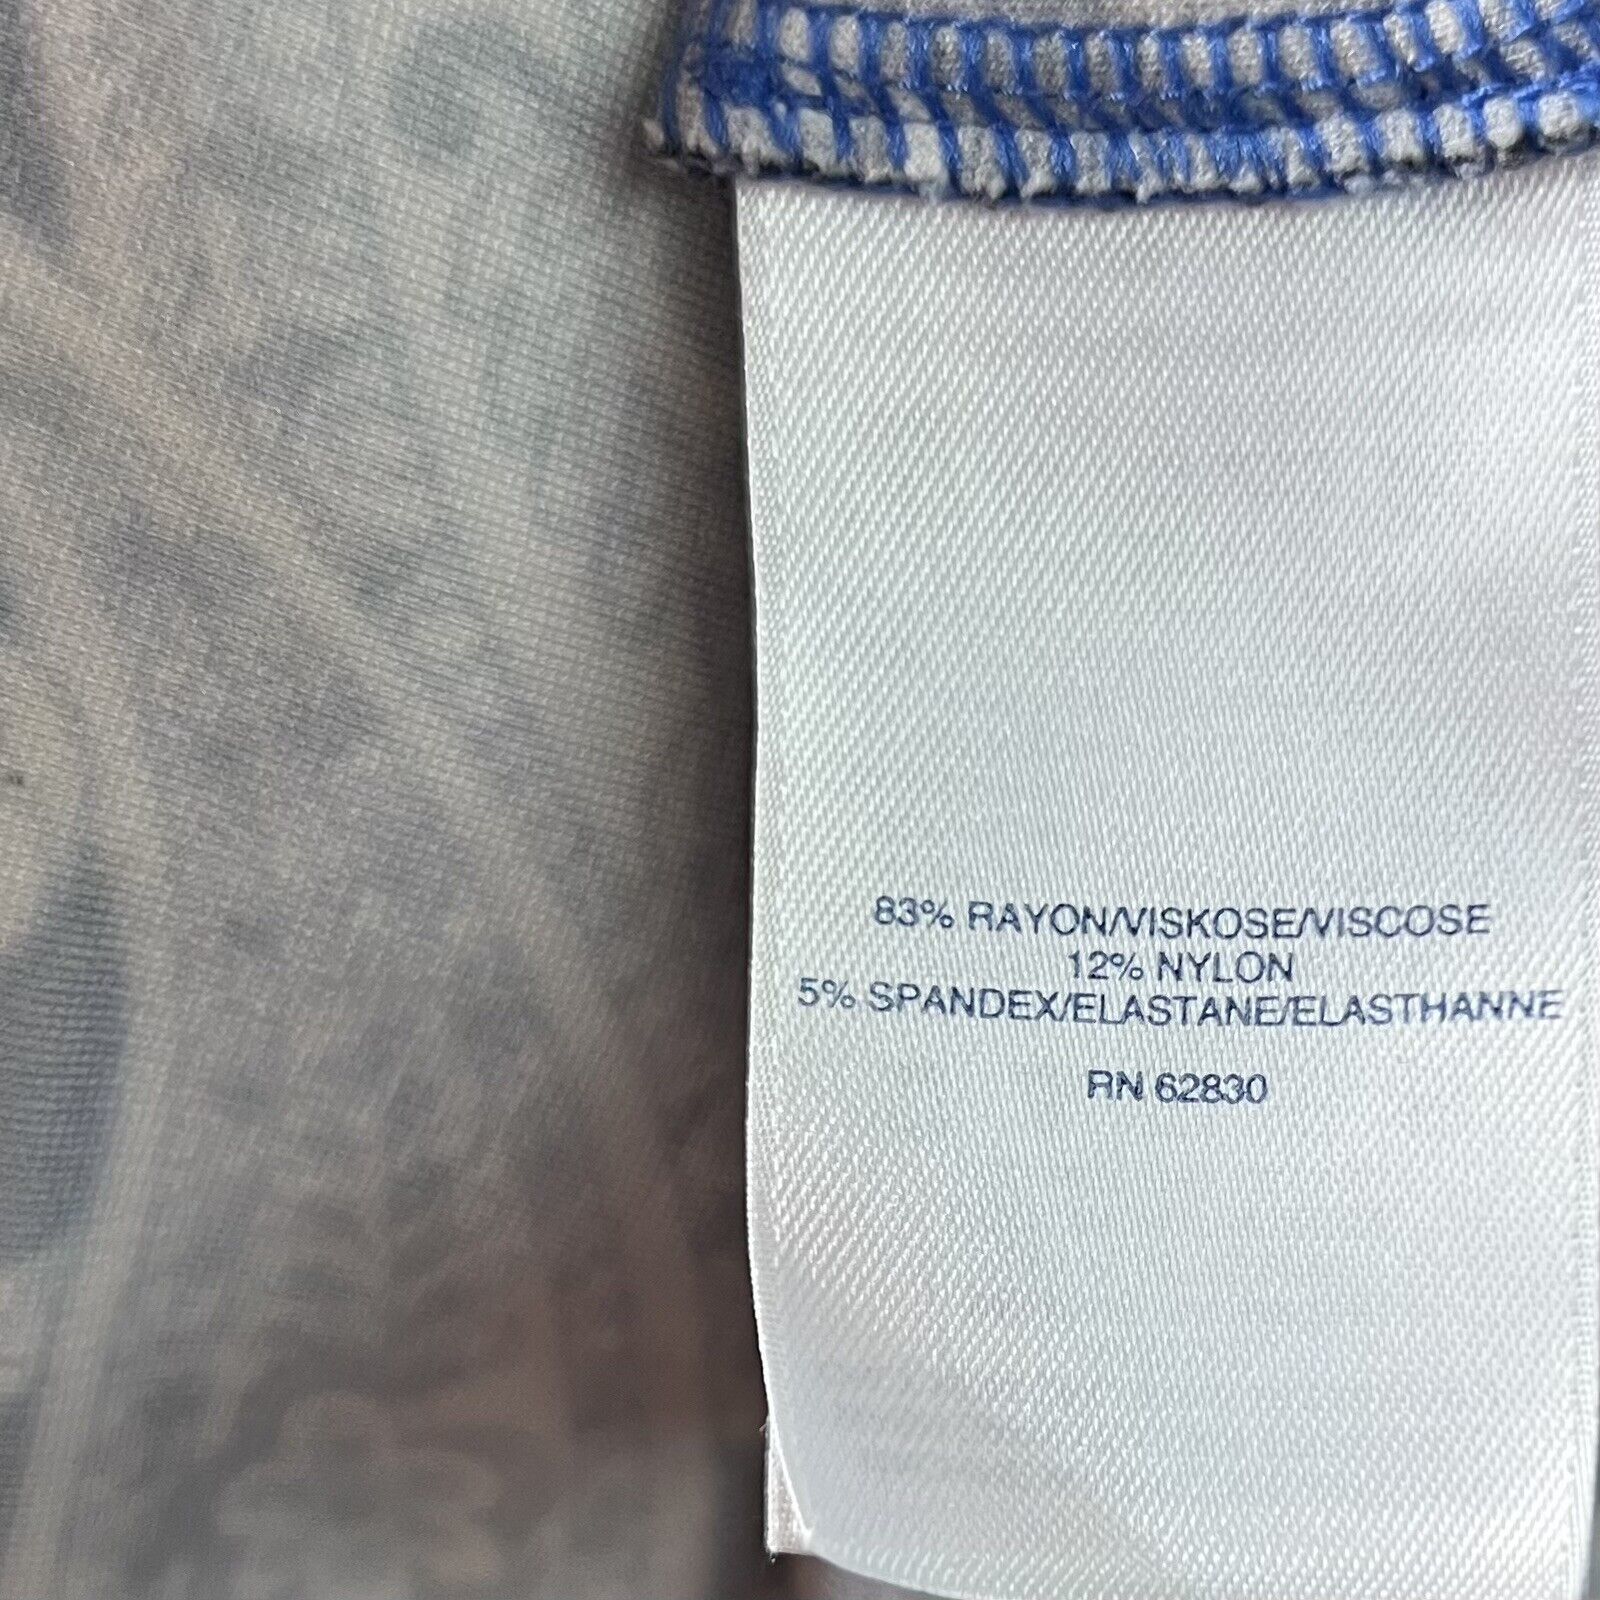 83% RAYON/VISKOSE/VISCOSE
12% NYLON
5% SPANDEX/ELASTANE/ELASTHANNE
RN 62830